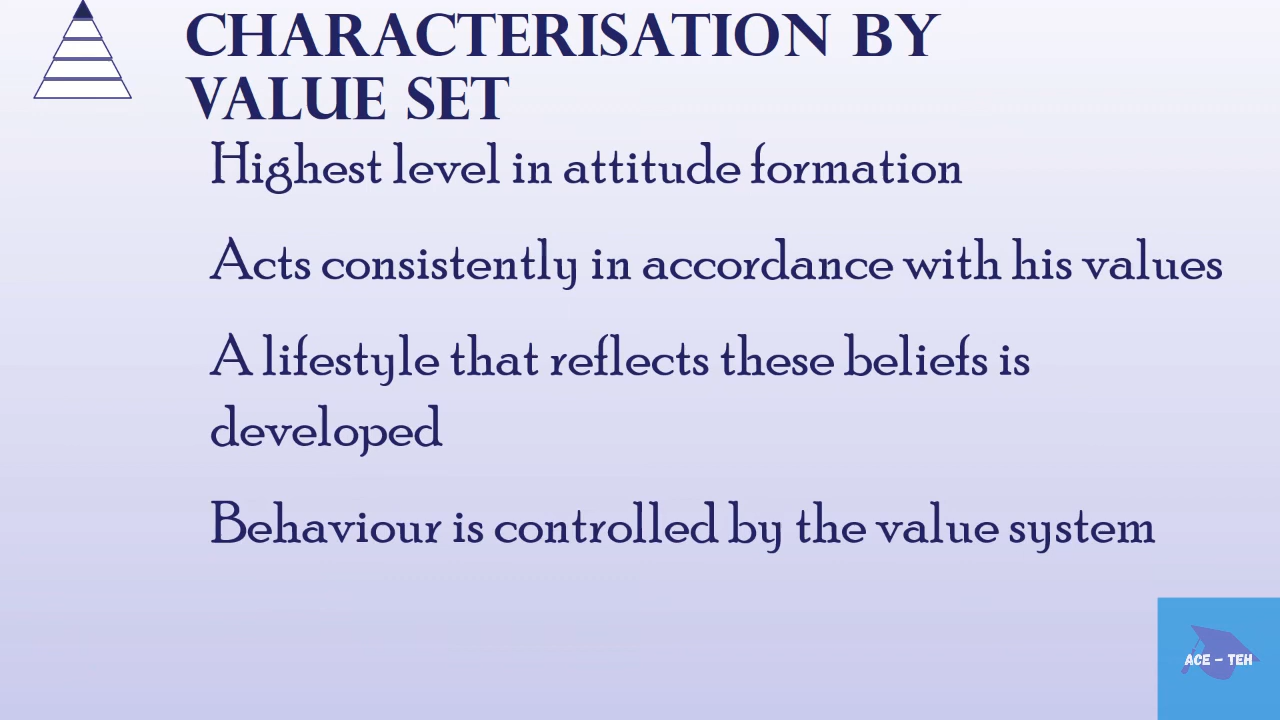 CHARACTERISATION BY
VALUE SET
Highest level in attitude formation
Acts consistently in accordance with his values
A lifestyle that reflects these beliefs is
developed
Behaviour is controlled by the value system
ACE – TEH